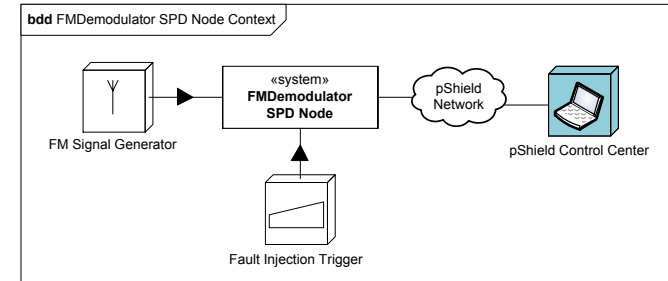 bdd FMDemodulator SPD Node Context
«system»
FMDemodulator
SPD Node
pShield
Network
FM Signal Generator
pShield Control Center
Fault Injection Trigger